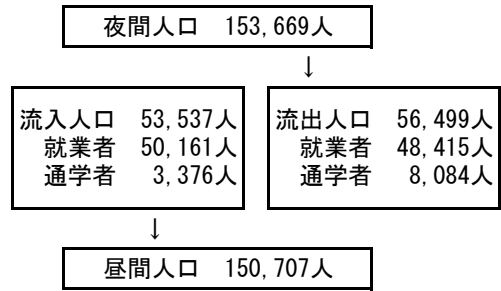 夜間人口 153,669人
↓
流入人口 53,537人
就業者 50,161人
通学者 3,376人
流出人口 56,499人
就業者 48,415人
通学者 8,084人
↓
昼間人口 150,707人